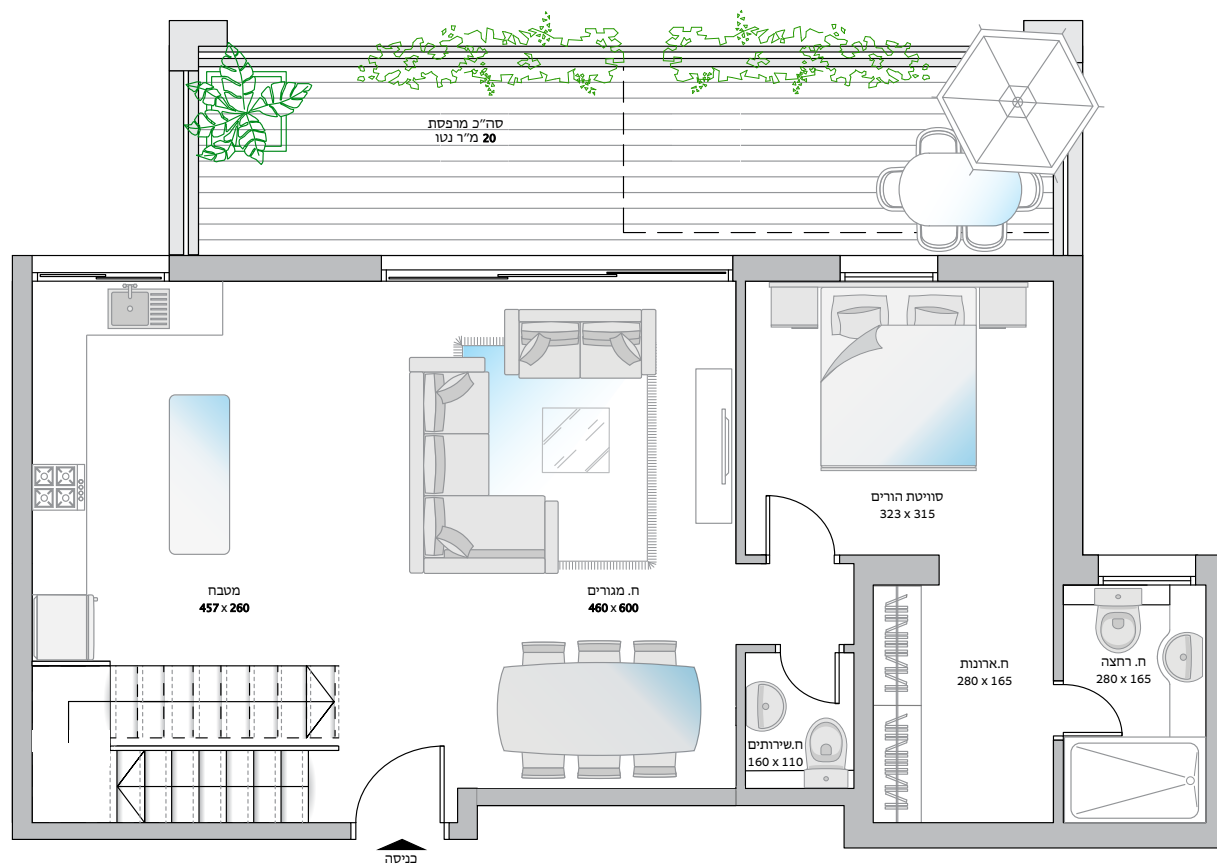 סה״כ מרפסת
20 מ״ר נטו
סוויטת הורים
323 x 315
מטבח
457 x 260
ח. מגורים
460 x 600
ח.ארונות
280 x 165
ח. רחצה
280 x 165
ח.שירותים
160 x 110
כניסה